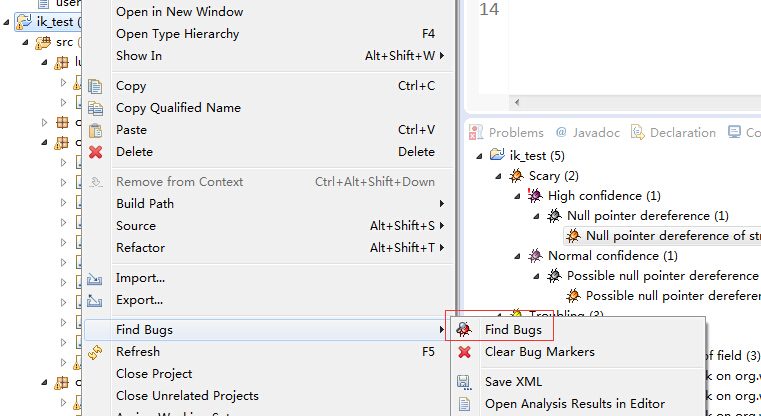 user
ik_test (
src (
lu
c
c
c
Open in New Window
Open Type Hierarchy F4
Show In Alt+Shift+W
Copy Ctrl+C
Copy Qualified Name
Paste Ctrl+V
Delete Delete
Remove from Context Ctrl+Alt+Shift+Down
Build Path
Source Alt+Shift+S
Refactor Alt+Shift+T
Import...
Export...
Find Bugs
Refresh F5
Close Project
Close Unrelated Projects
14
Problems @ Javadoc Declaration Co
ik_test (5)
Scary (2)
High confidence (1)
Null pointer dereference (1)
Null pointer dereference of str
Normal confidence (1)
Possible null pointer dereference
Possible null pointer derefere
Troubling (3)
of field (3)
k on org.v
k on org.v
k on org.v
Find Bugs
Clear Bug Markers
Save XML
Open Analysis Results in Editor